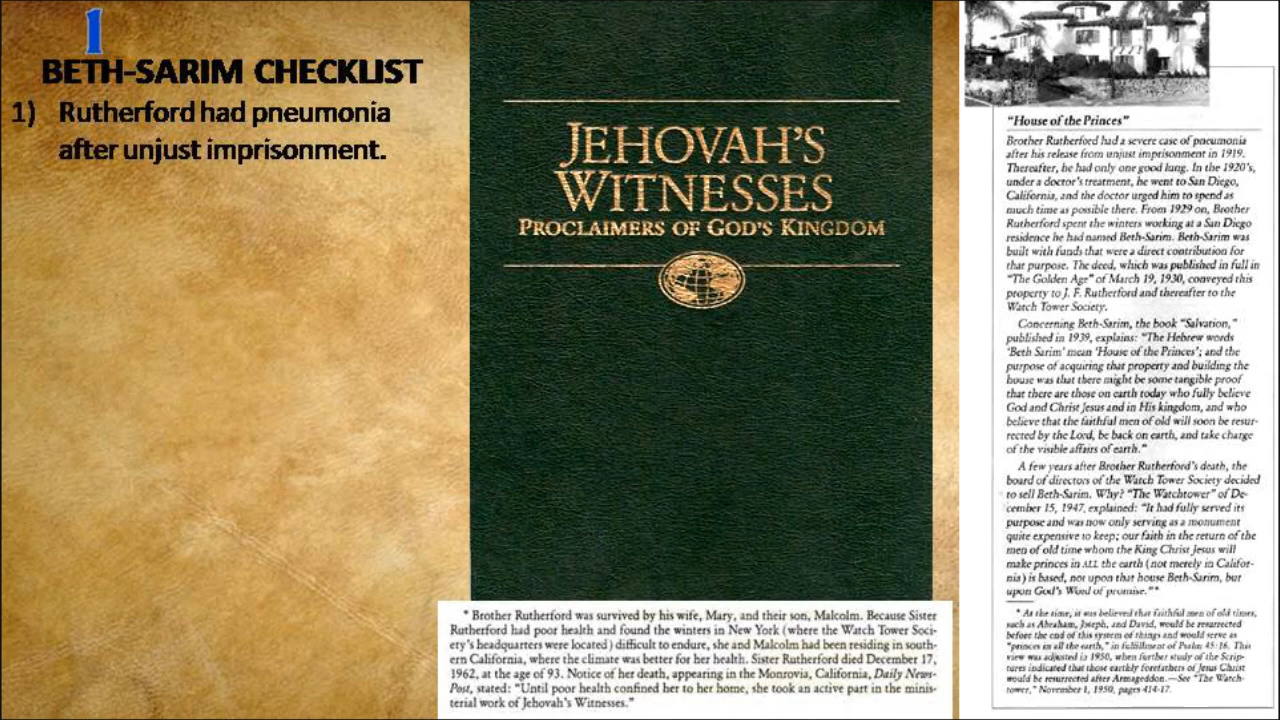 1
BETH-SARIM CHECKLIST
1) Rutherford had pneumonia
after unjust imprisonment.
JEHOVAH'S
WITNESSES
PROCLAIMERS OF GOD'S KINGDOM
* Brother Rutherford was survived by his wife, Mary, and their son, Malcolm. Because Sister
Rutherford had poor health and found the winters in New York (where the Watch Tower Soci-
ety's headquarters were located) difficult to endure, she and Malcolm had been residing in south-
ern California, where the climate was better for her health. Sister Rutherford died December 17,
1962, at the age of 93. Notice of her death, appearing in the Monrovia, California, Daily News-
Post, stated: "Until poor health confined her to her home, she took an active part in the minis-
terial work of Jehovah's Witnesses."
"House of the Princes"
Brother Rutherford had a severe case of pneumonia
after his release from unjust imprisonment in 1919.
Thereafter, he had only one good lung. In the 1920's,
under a doctor's treatment, he went to San Diego,
California, and the doctor urged him to spend as
much time as possible there. From 1929 on, Brother
Rutherford spent the winters working at a San Diego
residence he had named Beth-Sarim. Beth-Sarim was
built with funds that were a direct contribution for
that purpose. The deed, which was published in full in
"The Golden Age" of March 19, 1930, conveyed this
property to J. F. Rutherford and thereafter to the
Watch Tower Society.
Concerning Beth-Sarim, the book "Salvation,"
published in 1939, explains: "The Hebrew words
'Beth Sarim' mean 'House of the Princes'; and the
purpose of acquiring that property and building the
house was that there might be some tangible proof
that there are those on earth today who fully believe
God and Christ Jesus and in His kingdom, and who
believe that the faithful men of old will soon be resur-
rected by the Lord, be back on earth, and take charge
of the visible affairs of earth."
A few years after Brother Rutherford's death, the
board of directors of the Watch Tower Society decided
to sell Beth-Sarim. Why? "The Watchtower" of De-
cember 15, 1947, explained: "It had fully served its
purpose and was now only serving as a monument
quite expensive to keep; our faith in the return of the
men of old time whom the King Christ Jesus will
make princes in ALL the earth (not merely in Califor-
nia) is based, not upon that house Beth-Sarim, but
upon God's Word of promise."*
* At the time, it was believed that faithful men of old times,
such as Abraham, Joseph, and David, would be resurrected
before the end of this system of things and would serve as
"princes in all the earth," in fulfillment of Psalm 45:16. This
view was adjusted in 1950, when further study of the Scrip-
tures indicated that those earthly forefathers of Jesus Christ
would be resurrected after Armageddon.—See "The Watch-
tower," November 1, 1950, pages 414-17.